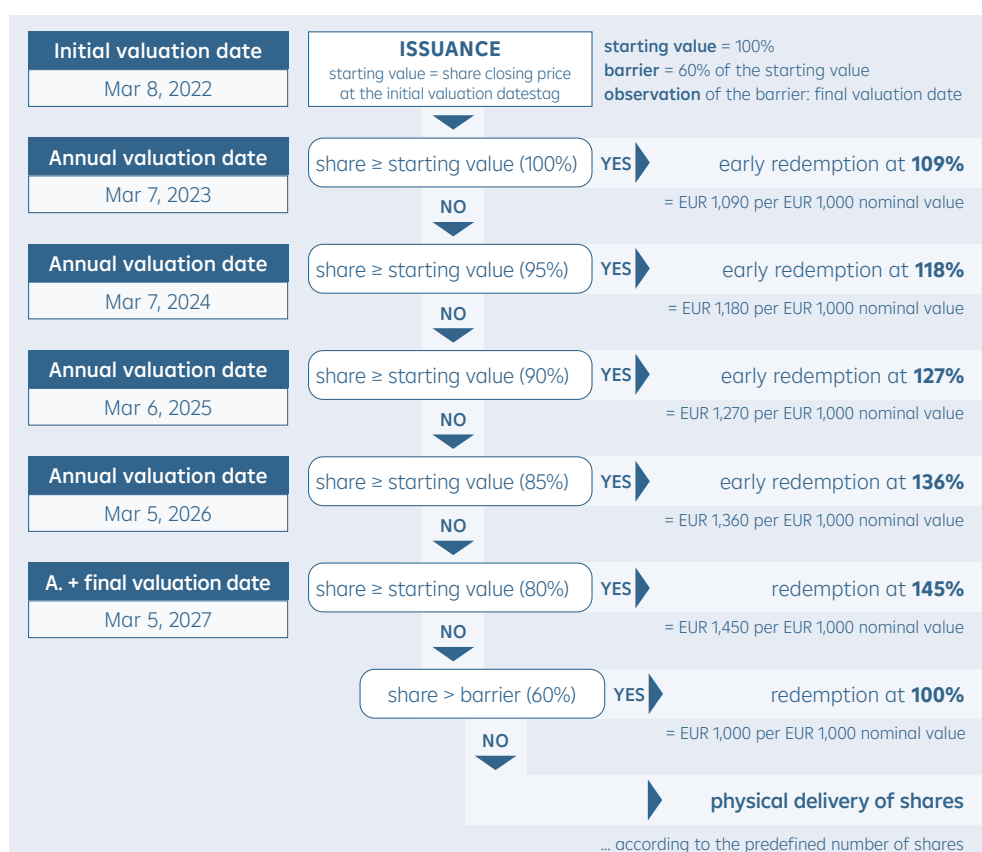 Initial valuation date
Mar 8, 2022
ISSUANCE
starting value = share closing price
at the initial valuation datestag
starting value = 100%
barrier = 60% of the starting value
observation of the barrier: final valuation date
Annual valuation date
Mar 7, 2023
share ≥ starting value (100%)
YES
early redemption at 109%
= EUR 1,090 per EUR 1,000 nominal value
NO
Annual valuation date
Mar 7, 2024
share ≥ starting value (95%)
YES
early redemption at 118%
= EUR 1,180 per EUR 1,000 nominal value
NO
Annual valuation date
Mar 6, 2025
share ≥ starting value (90%)
YES
early redemption at 127%
= EUR 1,270 per EUR 1,000 nominal value
NO
Annual valuation date
Mar 5, 2026
share ≥ starting value (85%)
YES
early redemption at 136%
= EUR 1,360 per EUR 1,000 nominal value
NO
A. + final valuation date
Mar 5, 2027
share ≥ starting value (80%)
YES
redemption at 145%
= EUR 1,450 per EUR 1,000 nominal value
NO
share > barrier (60%)
YES
redemption at 100%
= EUR 1,000 per EUR 1,000 nominal value
NO
physical delivery of shares
... according to the predefined number of shares